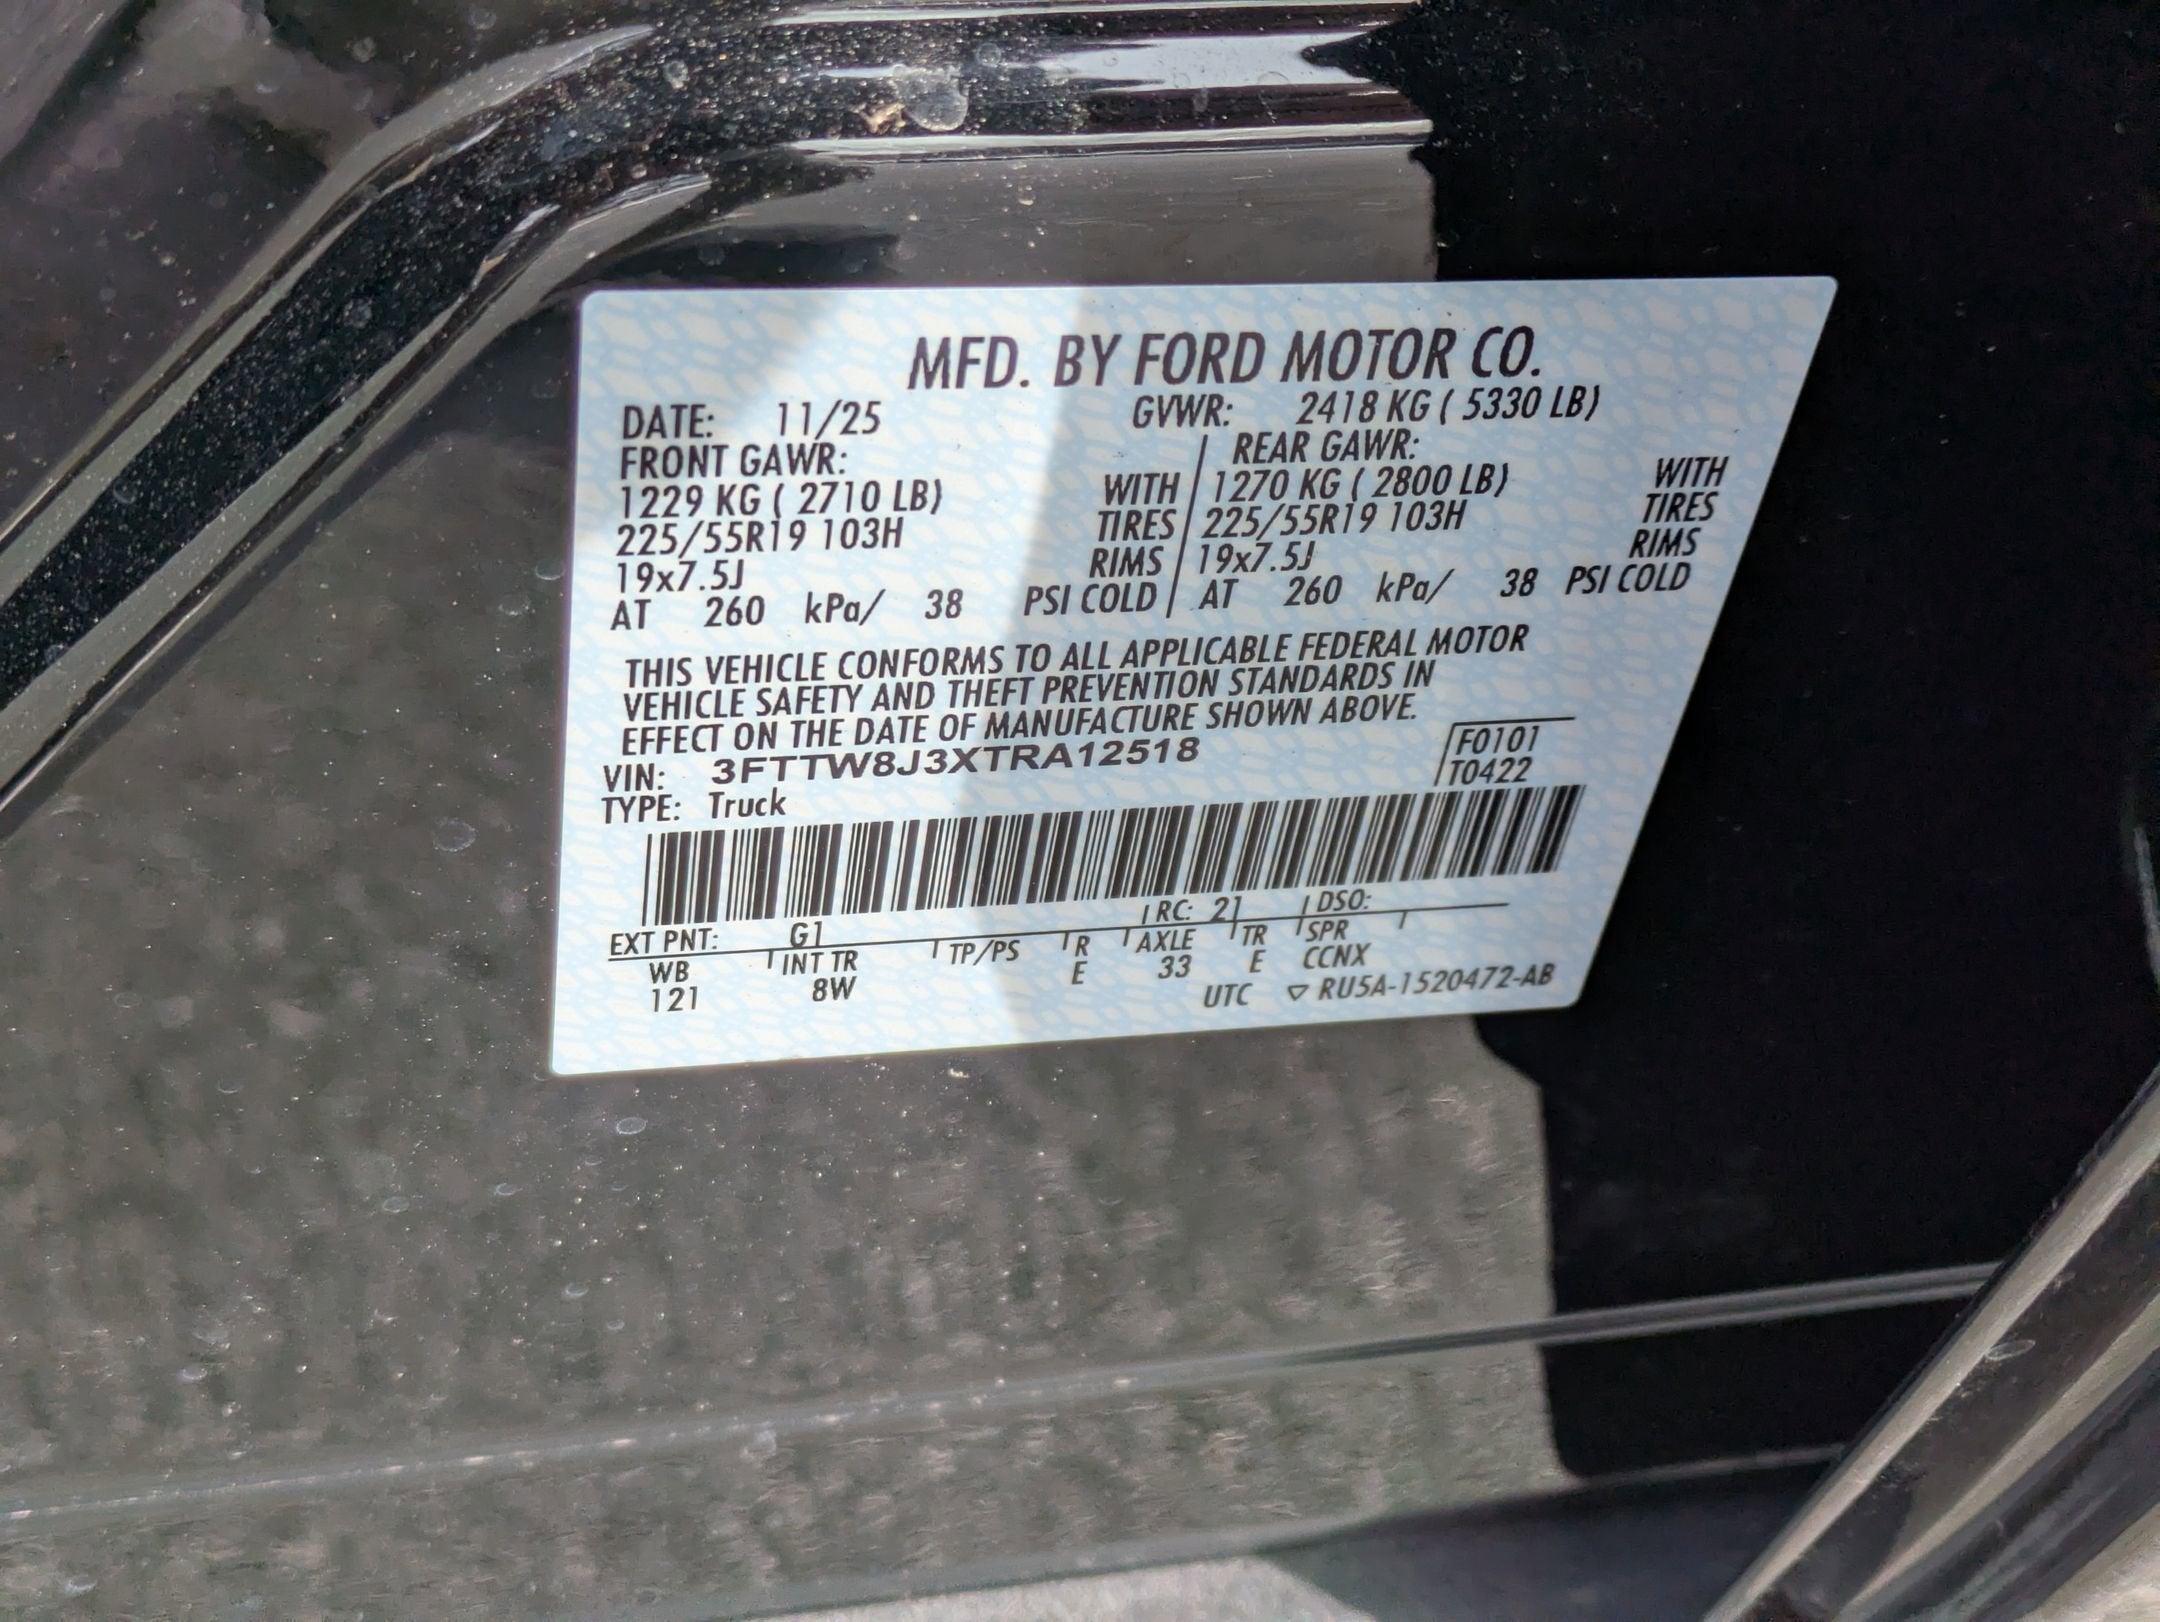 MFD. BY FORD MOTOR CO.
DATE: 11/25 GVWR: 2418 KG ( 5330 LB)
FRONT GAWR: REAR GAWR:
1229 KG ( 2710 LB) WITH 1270 KG ( 2800 LB) WITH
225/55R19 103H TIRES 225/55R19 103H TIRES
19x7.5J RIMS 19x7.5J RIMS
AT 260 kPa/ 38 PSI COLD AT 260 kPa/ 38 PSI COLD
THIS VEHICLE CONFORMS TO ALL APPLICABLE FEDERAL MOTOR
VEHICLE SAFETY AND THEFT PREVENTION STANDARDS IN
EFFECT ON THE DATE OF MANUFACTURE SHOWN ABOVE.
VIN: 3FTTW8J3XTRA12518 F0101
TYPE: Truck T0422
EXT PNT: G1 RC: 21 DSO:
WB INT TR TP/PS R AXLE TR SPR
121 8W E 33 E CCNX
UTC ▽ RU5A-1520472-AB